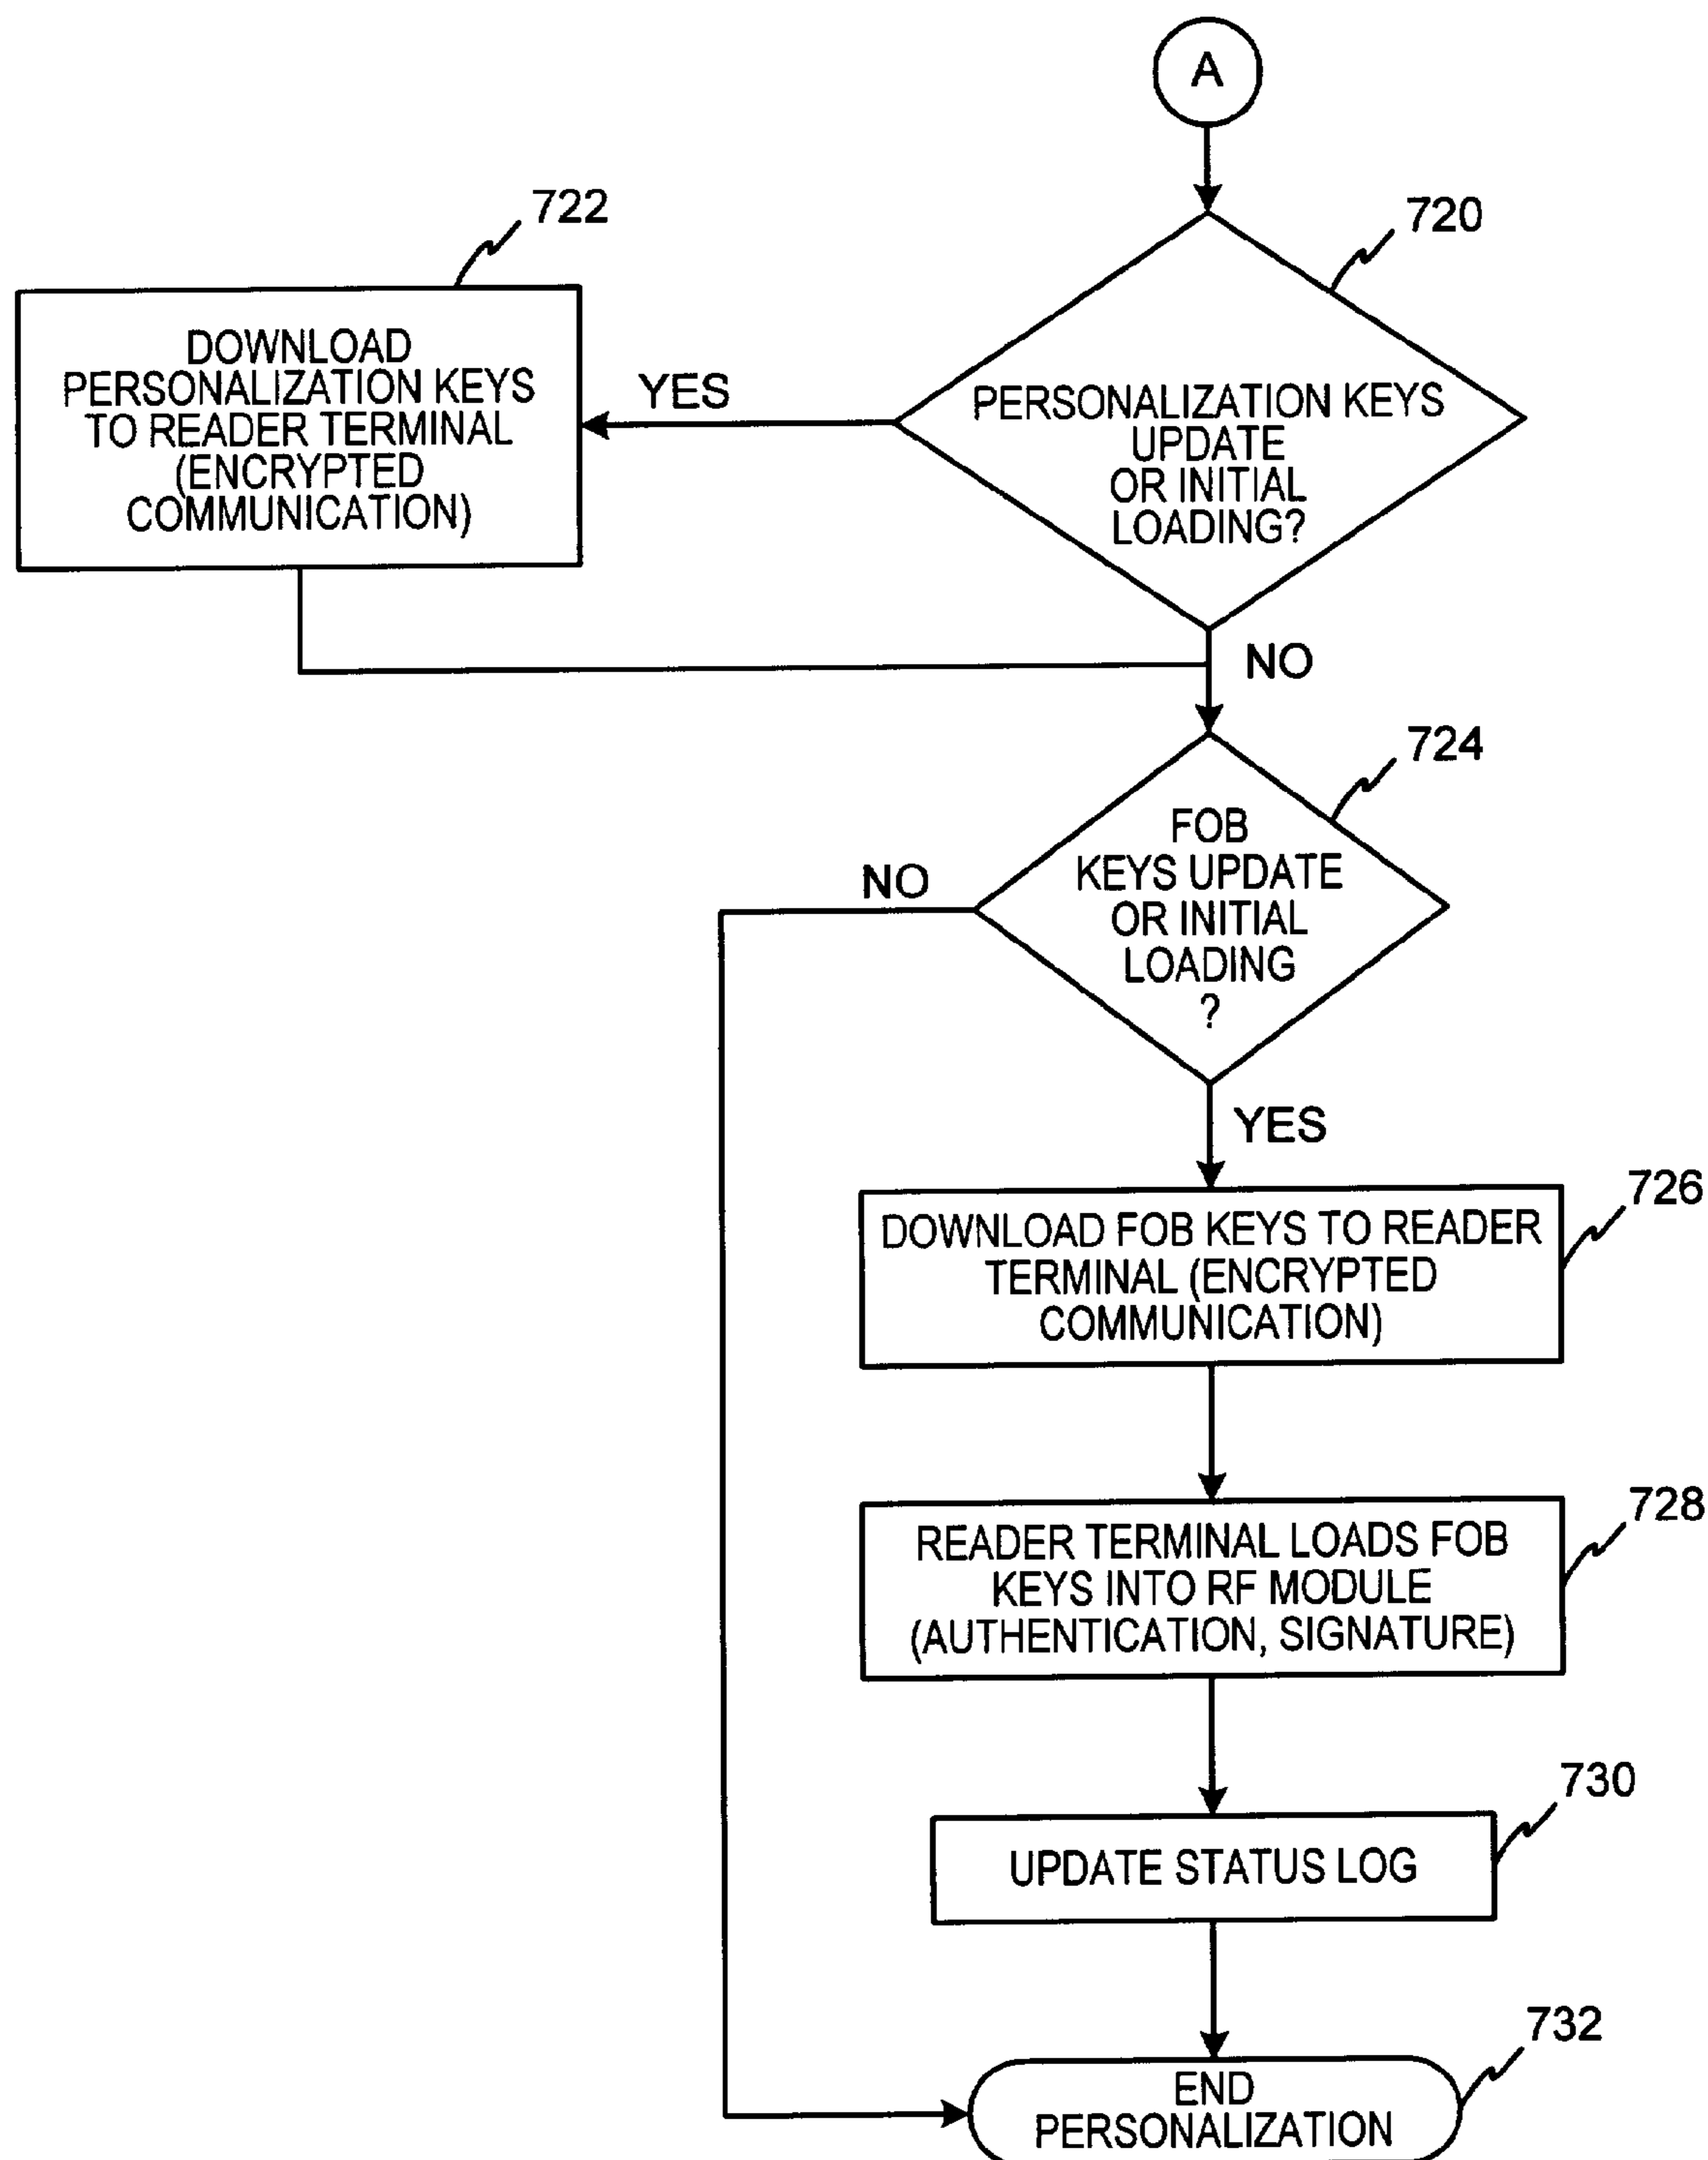 A
720
722
DOWNLOAD
PERSONALIZATION KEYS
TO READER TERMINAL
(ENCRYPTED
COMMUNICATION)
YES
PERSONALIZATION KEYS
UPDATE
OR INITIAL
LOADING?
NO
724
FOB
KEYS UPDATE
OR INITIAL
LOADING
?
NO
YES
726
DOWNLOAD FOB KEYS TO READER
TERMINAL (ENCRYPTED
COMMUNICATION)
728
READER TERMINAL LOADS FOB
KEYS INTO RF MODULE
(AUTHENTICATION, SIGNATURE)
730
UPDATE STATUS LOG
732
END
PERSONALIZATION